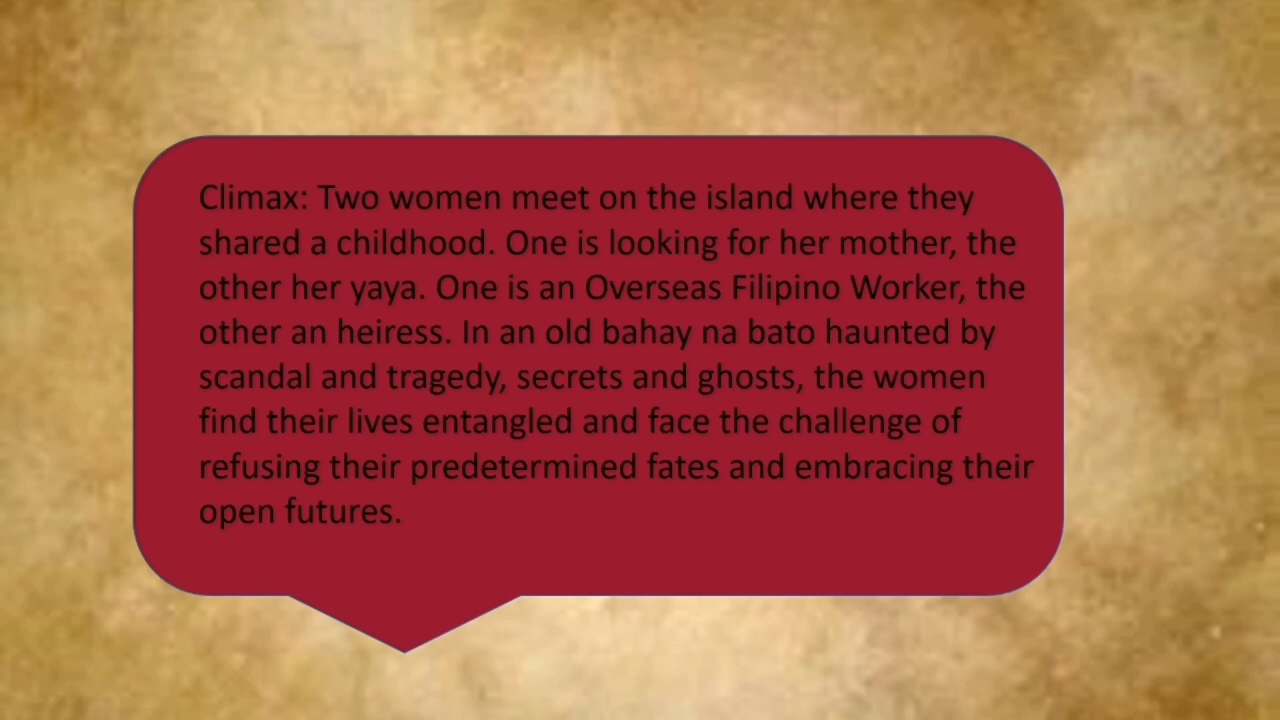 Climax: Two women meet on the island where they
shared a childhood. One is looking for her mother, the
other her yaya. One is an Overseas Filipino Worker, the
other an heiress. In an old bahay na bato haunted by
scandal and tragedy, secrets and ghosts, the women
find their lives entangled and face the challenge of
refusing their predetermined fates and embracing their
open futures.